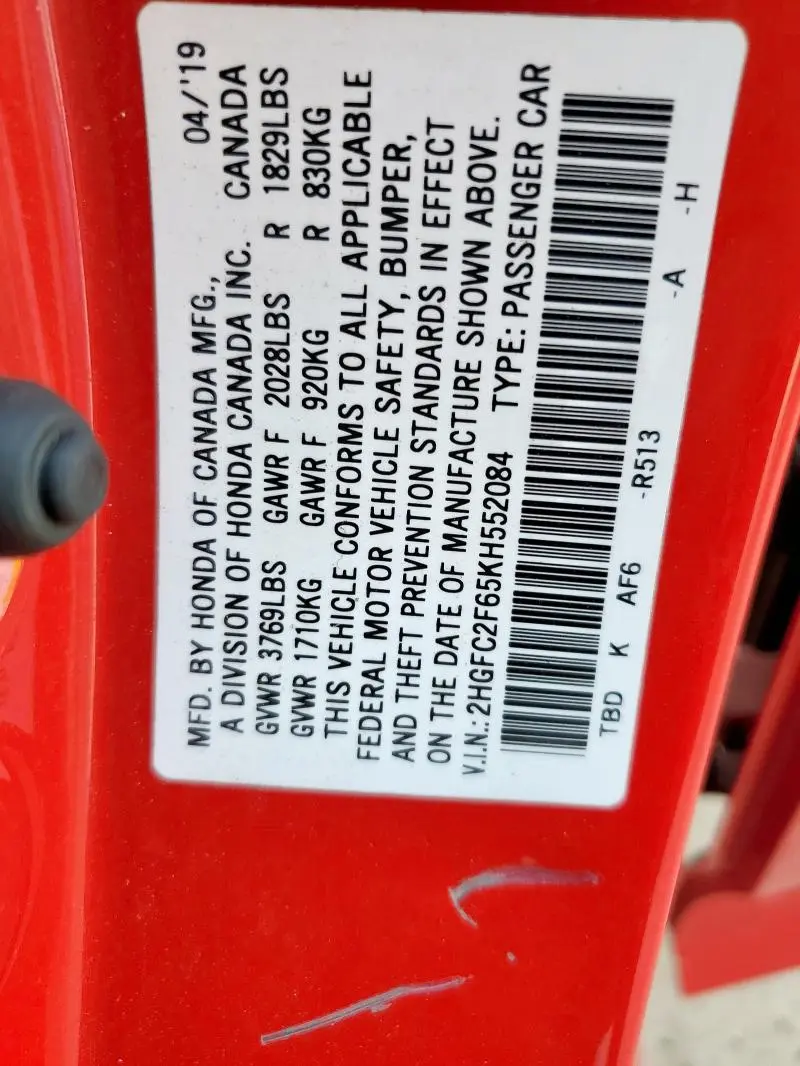 MFD. BY HONDA OF CANADA MFG., 04/'19
A DIVISION OF HONDA CANADA INC. CANADA
GVWR 3769LBS GAWR F 2028LBS R 1829LBS
GVWR 1710KG GAWR F 920KG R 830KG
THIS VEHICLE CONFORMS TO ALL APPLICABLE
FEDERAL MOTOR VEHICLE SAFETY, BUMPER,
AND THEFT PREVENTION STANDARDS IN EFFECT
ON THE DATE OF MANUFACTURE SHOWN ABOVE.
V.I.N.: 2HGFC2F65KH552084 TYPE: PASSENGER CAR
TBD K AF6 -R513 -A -H